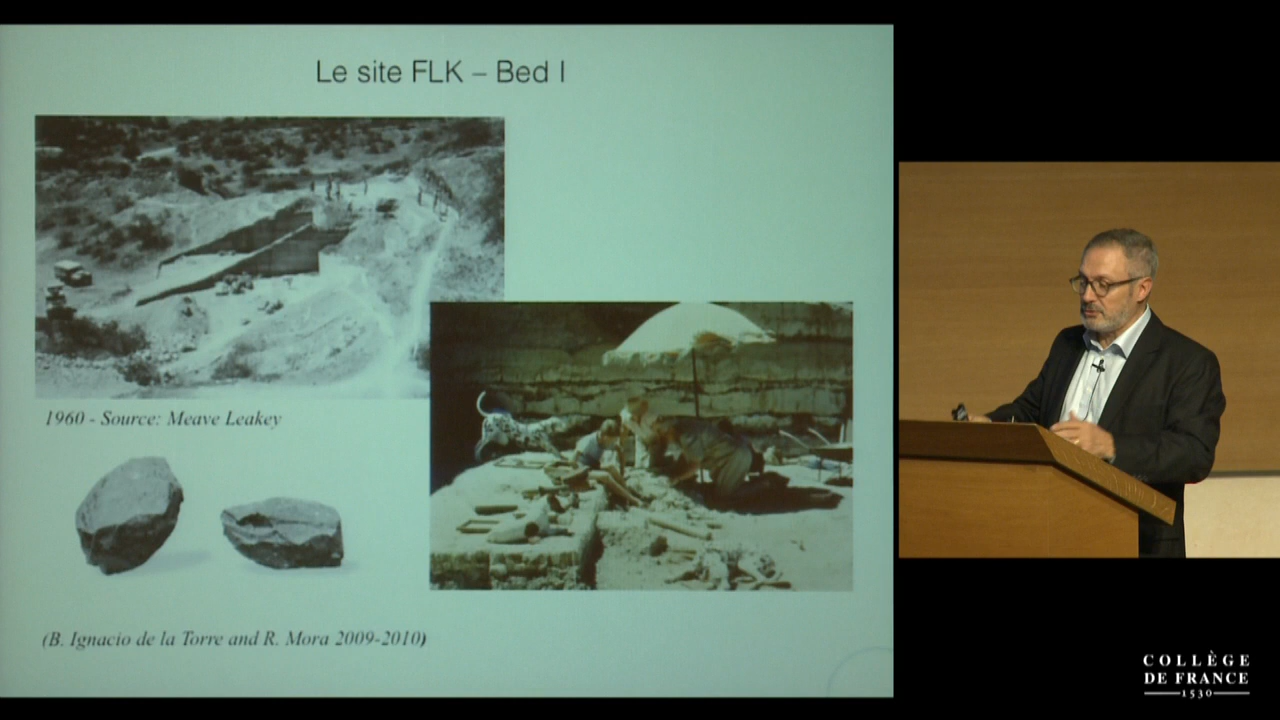 Le site FLK – Bed I
1960 - Source: Meave Leakey
(B. Ignacio de la Torre and R. Mora 2009-2010)
COLLÈGE
DE FRANCE
1530